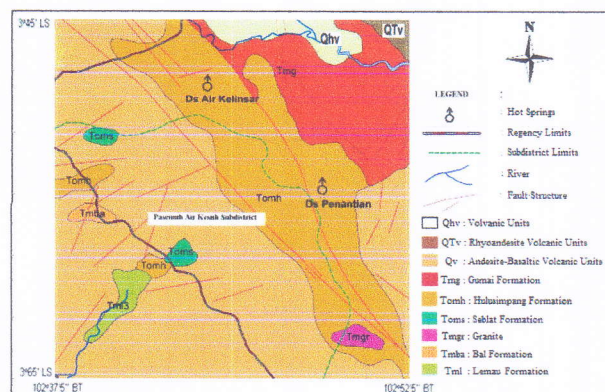 3°45' LS
Qhv
QTv
N
Tmg
Ds Air Kelinsar
Toms
Tomh
Ds Penantian
Tomh
Tmba
Pasemah Air Keruh Subdistrict
Toms
Tomh
Tmgr
3°65' LS
102°37'5" BT
102°52'5" BT
LEGEND :
: Hot Springs
: Regency Limits
: Subdistrict Limits
: River
: Fault Structure
Qhv : Volcanic Units
QTv : Rhyoandesite Volcanic Units
Qv : Andesite-Basaltic Volcanic Units
Tmg : Gumai Formation
Tomh : Hulusimpang Formation
Toms : Seblat Formation
Tmgr : Granite
Tmba : Bal Formation
Tml : Lemau Formation